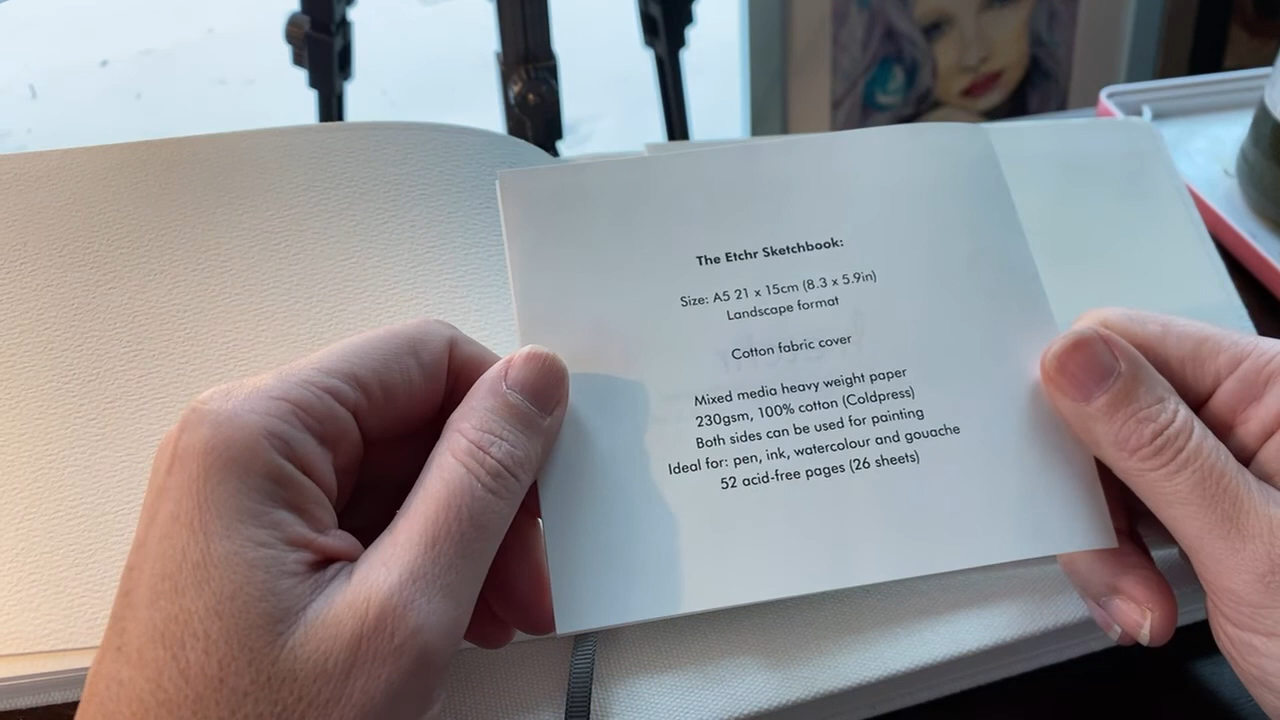 The Etchr Sketchbook:
Size: A5 21 x 15cm (8.3 x 5.9in)
Landscape format
Cotton fabric cover
Mixed media heavy weight paper
230gsm, 100% cotton (Coldpress)
Both sides can be used for painting
Ideal for: pen, ink, watercolour and gouache
52 acid-free pages (26 sheets)